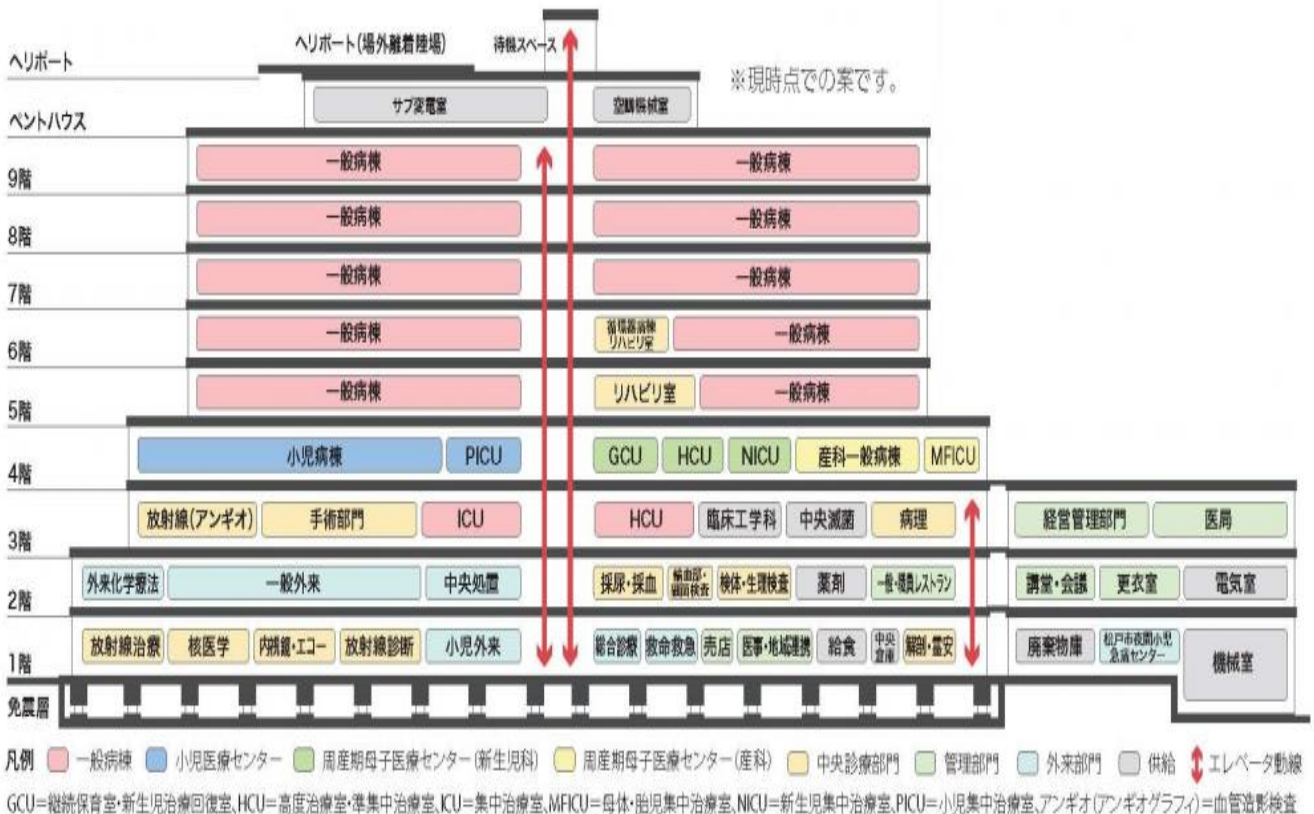 ヘリポート(場外離着陸場)
待機スペース
ヘリポート
※現時点での案です。
サブ変電室
空調機械室
ペントハウス
一般病棟
一般病棟
9階
一般病棟
一般病棟
8階
一般病棟
一般病棟
7階
一般病棟
循環器病棟
リハビリ室
一般病棟
6階
一般病棟
リハビリ室
一般病棟
5階
小児病棟
PICU
GCU
HCU
NICU
産科一般病棟
MFICU
4階
放射線(アンギオ)
手術部門
ICU
HCU
臨床工学科
中央滅菌
病理
経営管理部門
医局
3階
外来化学療法
一般外来
中央処置
採尿・採血
輸血部・
細菌検査
検体・生理検査
薬剤
一般・職員レストラン
講堂・会議
更衣室
電気室
2階
放射線治療
核医学
内視鏡・エコー
放射線診断
小児外来
総合診療
救命救急
売店
医事・地域連携
給食
中央
倉庫
解剖・霊安
廃棄物庫
松戸市夜間小児
急病センター
機械室
1階
免震層
凡例 一般病棟 小児医療センター 周産期母子医療センター(新生児科) 周産期母子医療センター(産科) 中央診療部門 管理部門 外来部門 供給 エレベータ動線
GCU=継続保育室・新生児治療回復室、HCU=高度治療室・準集中治療室、ICU=集中治療室、MFICU=母体・胎児集中治療室、NICU=新生児集中治療室、PICU=小児集中治療室、アンギオ(アンギオグラフィ)=血管造影検査